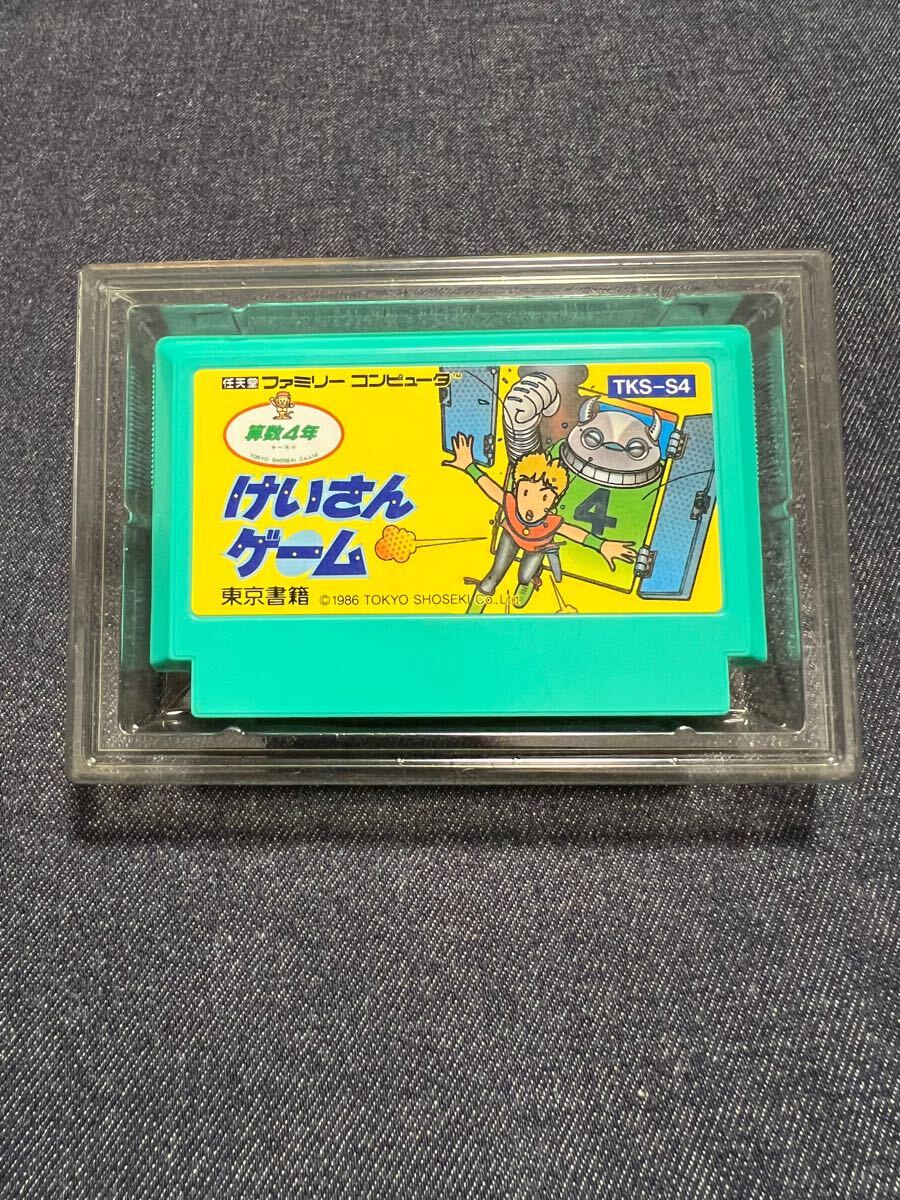 任天堂 ファミリー コンピュータ™
TKS-S4
算数4年
+-×÷
TOKYO SHOSEKI Co.,Ltd
けいさん
ゲーム
4
東京書籍 ©1986 TOKYO SHOSEKI Co., Ltd.